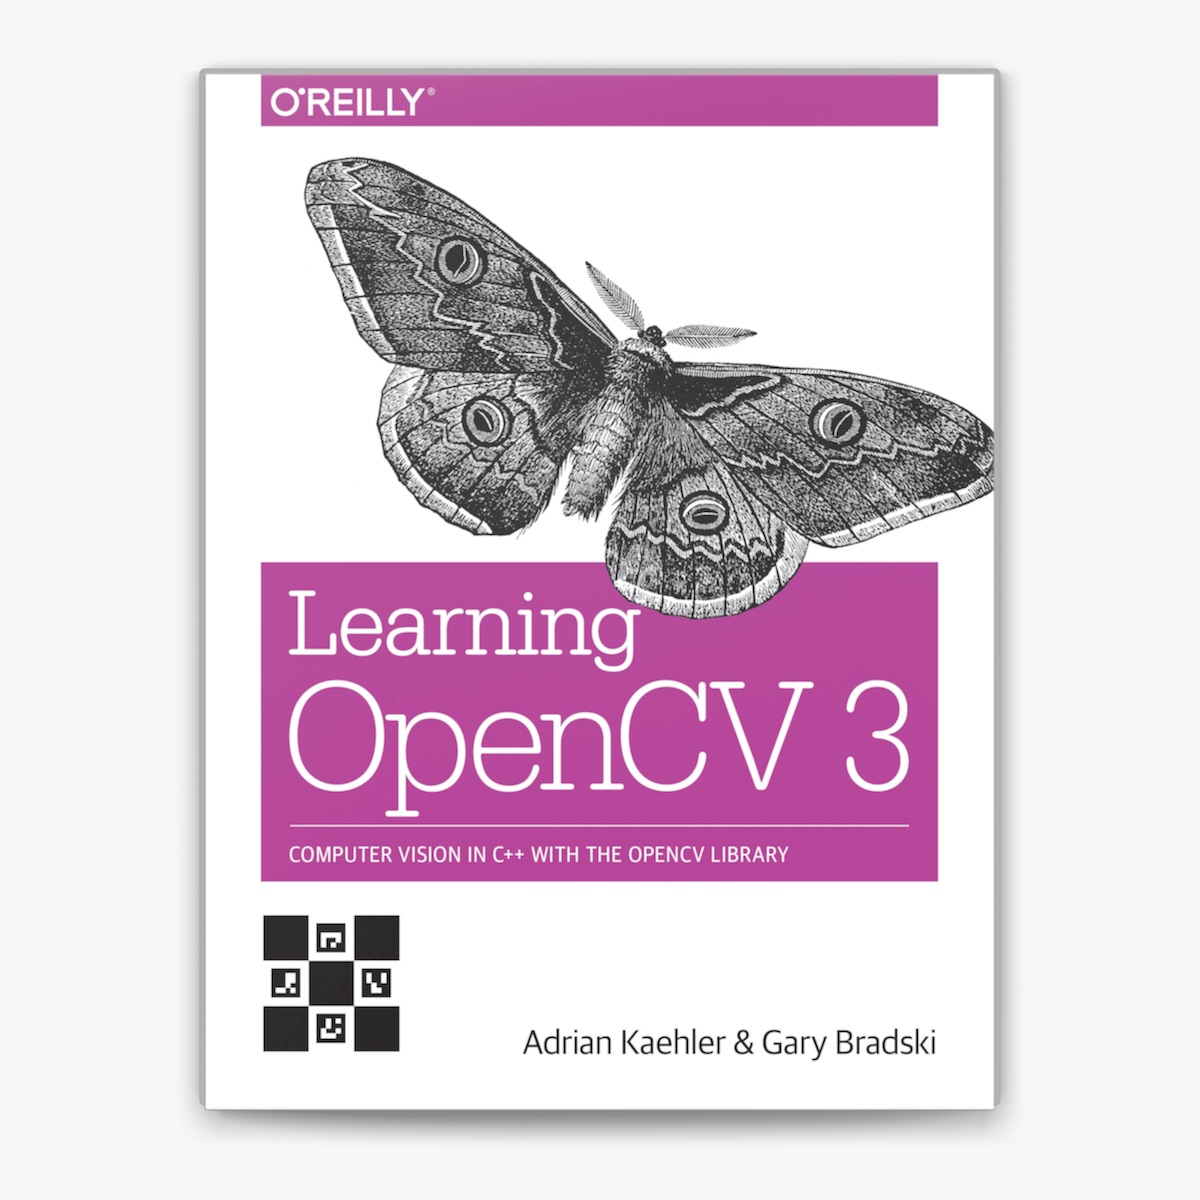 O'REILLY®
Learning
OpenCV 3
COMPUTER VISION IN C++ WITH THE OPENCV LIBRARY
Adrian Kaehler & Gary Bradski